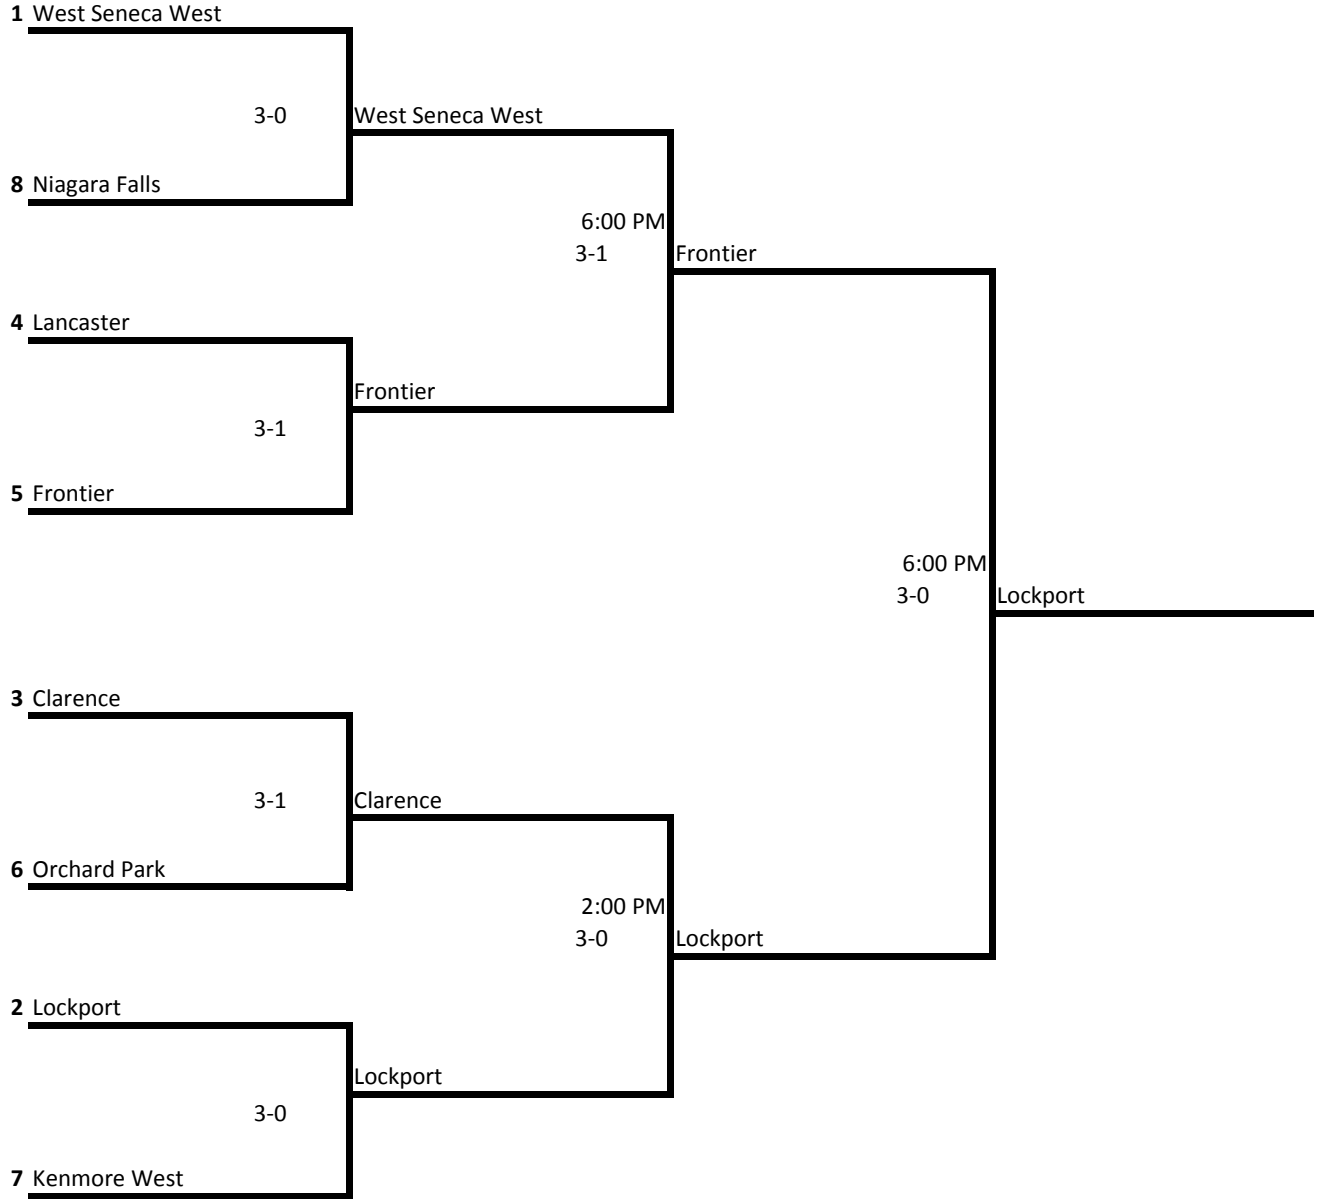 1 West Seneca West
3-0
West Seneca West
8 Niagara Falls
6:00 PM
3-1
Frontier
4 Lancaster
Frontier
3-1
5 Frontier
6:00 PM
3-0
Lockport
3 Clarence
3-1
Clarence
6 Orchard Park
2:00 PM
3-0
Lockport
2 Lockport
Lockport
3-0
7 Kenmore West